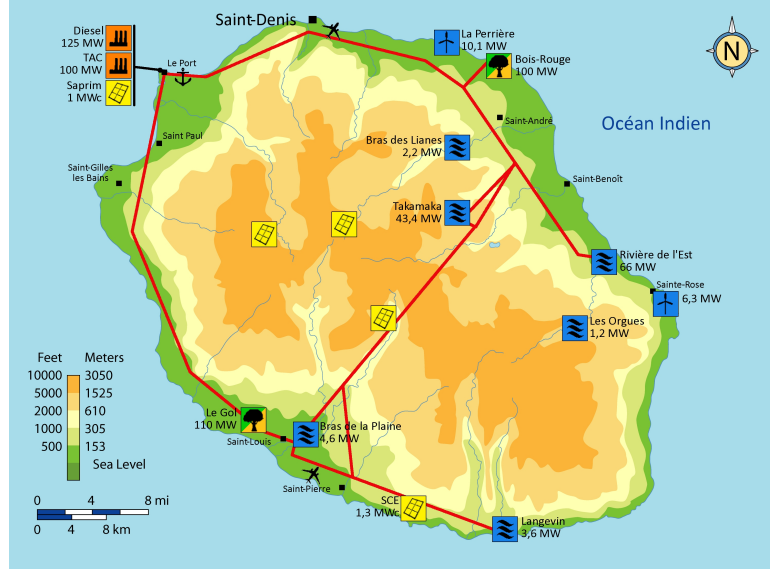 Saint-Denis
Diesel
125 MW
TAC
100 MW
Saprim
1 MWc
Le Port
La Perrière
10,1 MW
Bois-Rouge
100 MW
N
Océan Indien
Saint-André
Saint Paul
Bras des Lianes
2,2 MW
Saint-Gilles
les Bains
Saint-Benoît
Takamaka
43,4 MW
Rivière de l'Est
66 MW
Sainte-Rose
6,3 MW
Les Orgues
1,2 MW
Feet Meters
10000 3050
5000 1525
2000 610
1000 305
500 153
Sea Level
Le Gol
110 MW
Saint-Louis
Bras de la Plaine
4,6 MW
Saint-Pierre
SCE
1,3 MWc
Langevin
3,6 MW
0 4 8 mi
0 4 8 km